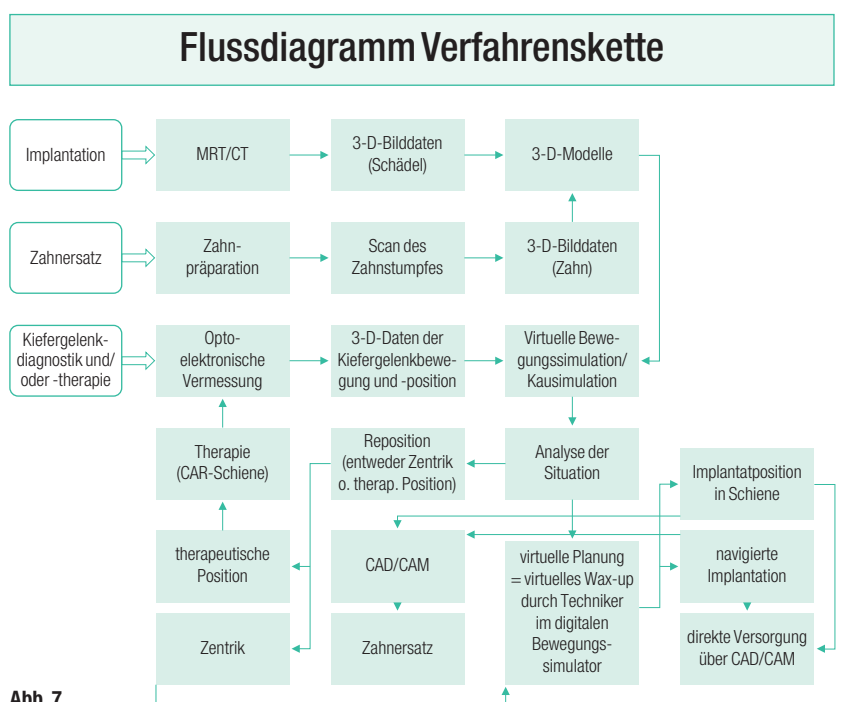 Flussdiagramm Verfahrenskette
Implantation
MRT/CT
3-D-Bilddaten
(Schädel)
3-D-Modelle
Zahnersatz
Zahn-
präparation
Scan des
Zahnstumpfes
3-D-Bilddaten
(Zahn)
Kiefergelenk-
diagnostik und/
oder -therapie
Opto-
elektronische
Vermessung
3-D-Daten der
Kiefergelenkbewe-
gung und -position
Virtuelle Bewe-
gungssimulation/
Kausimulation
Therapie
(CAR-Schiene)
Reposition
(entweder Zentrik
o. therap. Position)
Analyse der
Situation
Implantatposition
in Schiene
therapeutische
Position
CAD/CAM
virtuelle Planung
= virtuelles Wax-up
durch Techniker
im digitalen
Bewegungs-
simulator
navigierte
Implantation
Zentrik
Zahnersatz
direkte Versorgung
über CAD/CAM
Abb. 7